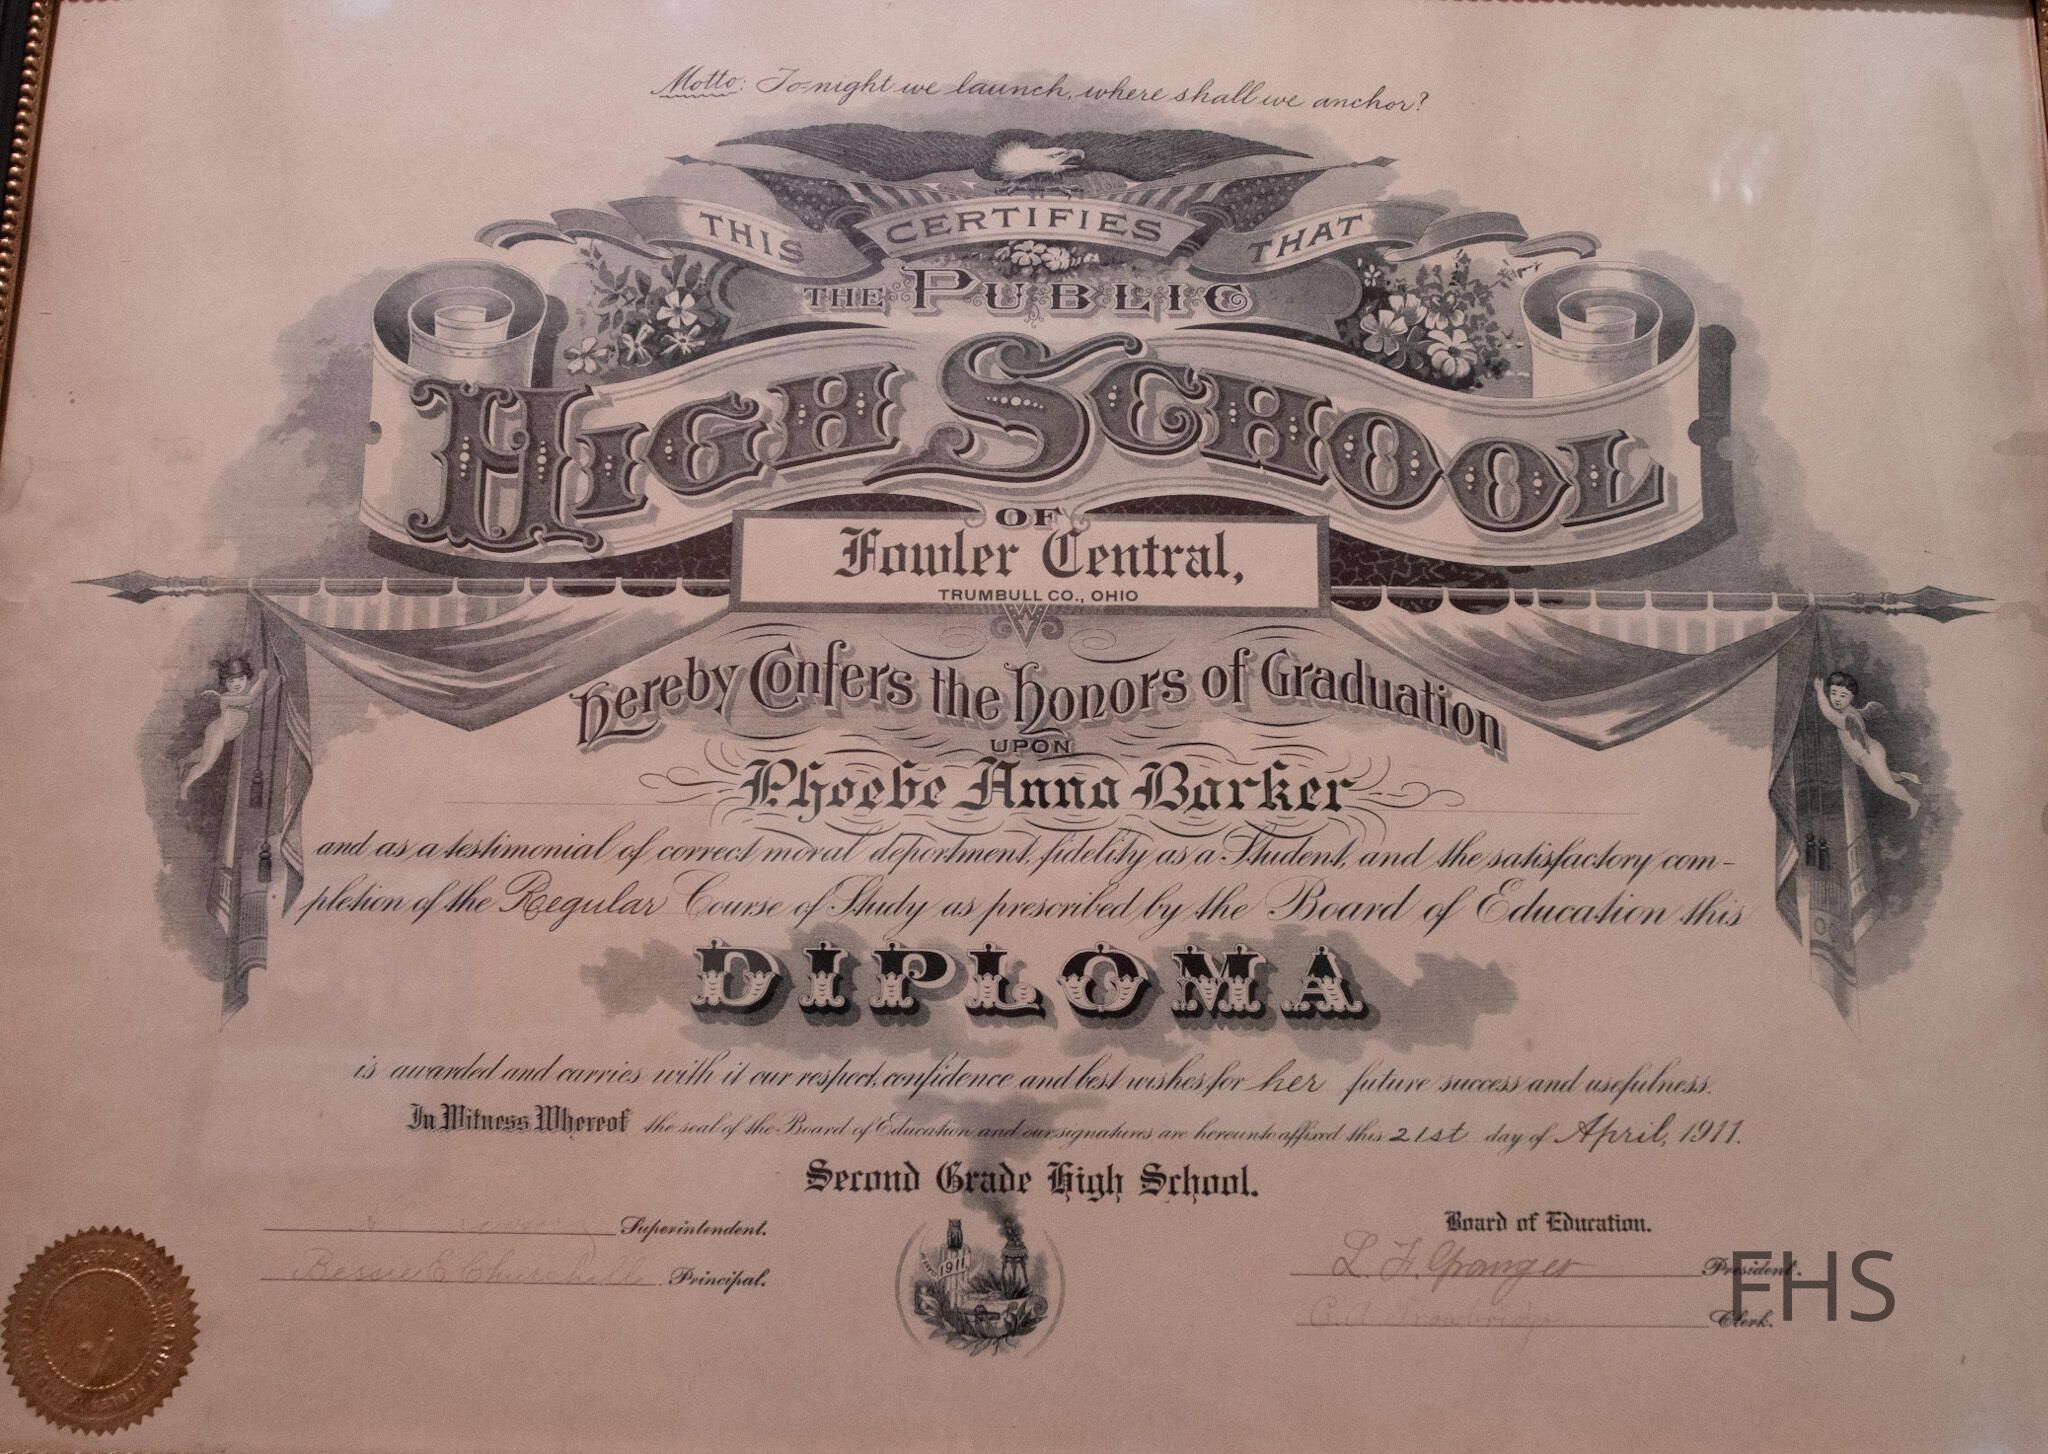 Motto: To-night we launch, where shall we anchor?
THIS CERTIFIES THAT
THE PUBLIC
HIGH SCHOOL
OF
Fowler Central,
TRUMBULL CO., OHIO
Hereby Confers the Honors of Graduation
UPON
Phoebe Anna Barker
and as a testimonial of correct moral deportment, fidelity as a Student, and the satisfactory com-
pletion of the Regular Course of Study as prescribed by the Board of Education this
DIPLOMA
is awarded and carries with it our respect, confidence and best wishes for her future success and usefulness.
In Witness Whereof the seal of the Board of Education and our signatures are hereunto affixed this 21st day of April, 1911.
Second Grade High School.
Superintendent.
Bessie E Churchill Principal.
1911
Board of Education.
L. F. Granger President.
C. A. Trowbridge Clerk.
FHS